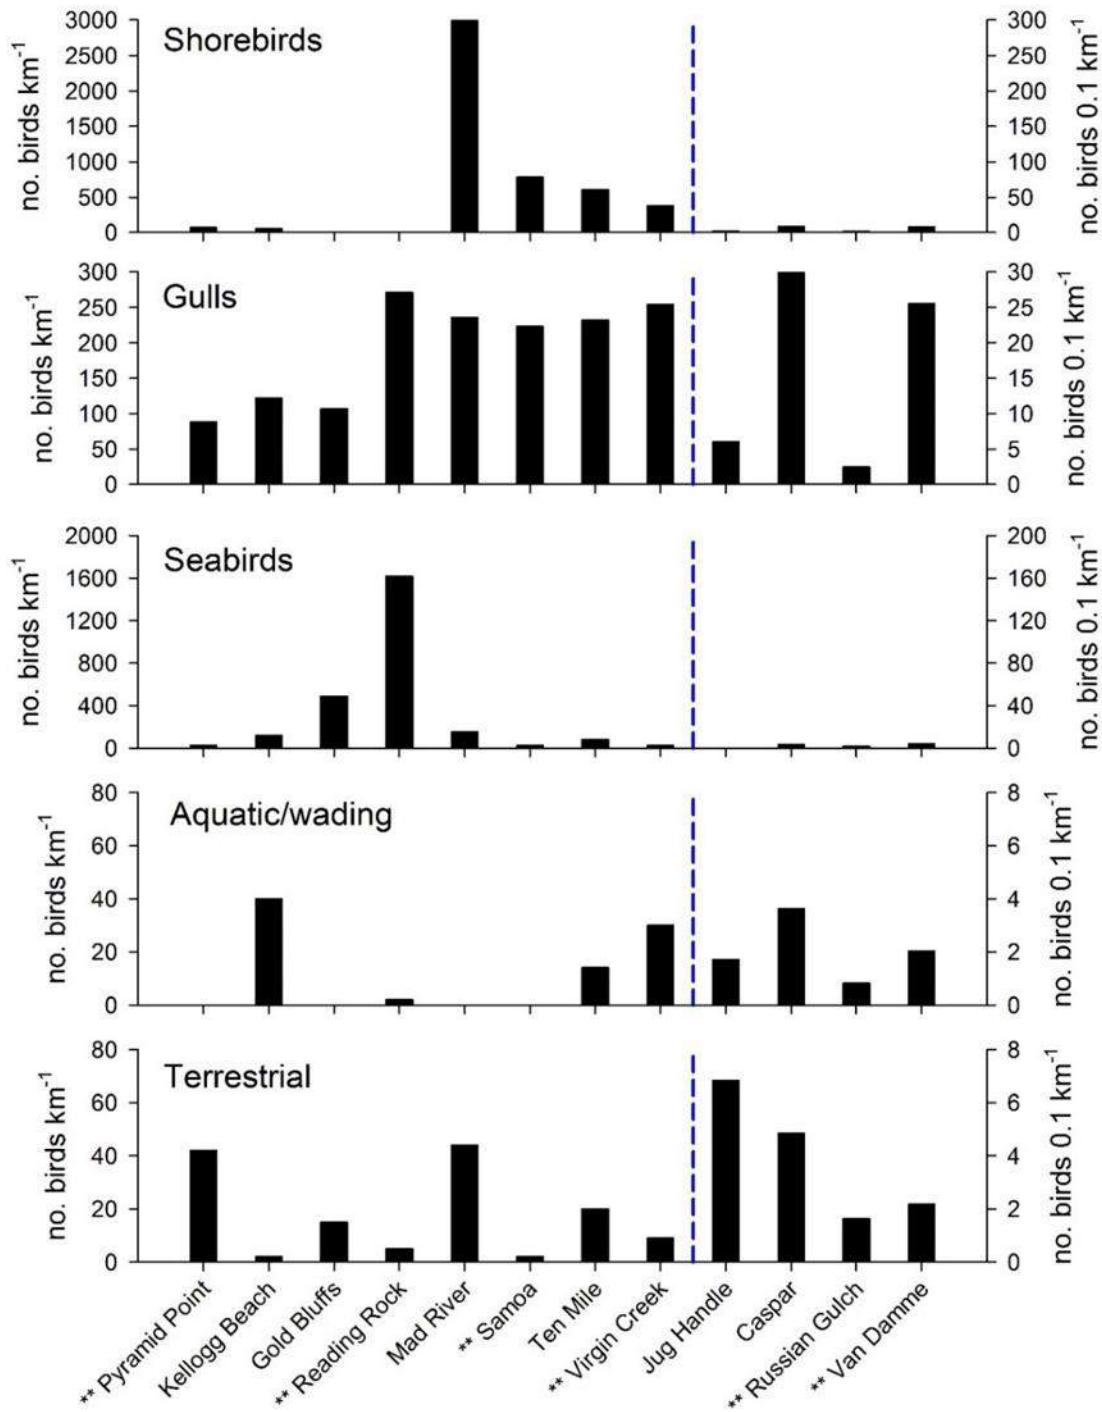 Shorebirds
no. birds km⁻¹
3000
2500
2000
1500
1000
500
0
300
250
200
150
100
50
0
no. birds 0.1 km⁻¹
Gulls
no. birds km⁻¹
300
250
200
150
100
50
0
30
25
20
15
10
5
0
no. birds 0.1 km⁻¹
Seabirds
no. birds km⁻¹
2000
1600
1200
800
400
0
200
160
120
80
40
0
no. birds 0.1 km⁻¹
Aquatic/wading
no. birds km⁻¹
80
60
40
20
0
8
6
4
2
0
no. birds 0.1 km⁻¹
Terrestrial
no. birds km⁻¹
80
60
40
20
0
8
6
4
2
0
no. birds 0.1 km⁻¹
** Pyramid Point
Kellogg Beach
Gold Bluffs
** Reading Rock
Mad River
** Samoa
Ten Mile
** Virgin Creek
Jug Handle
Caspar
** Russian Gulch
** Van Damme